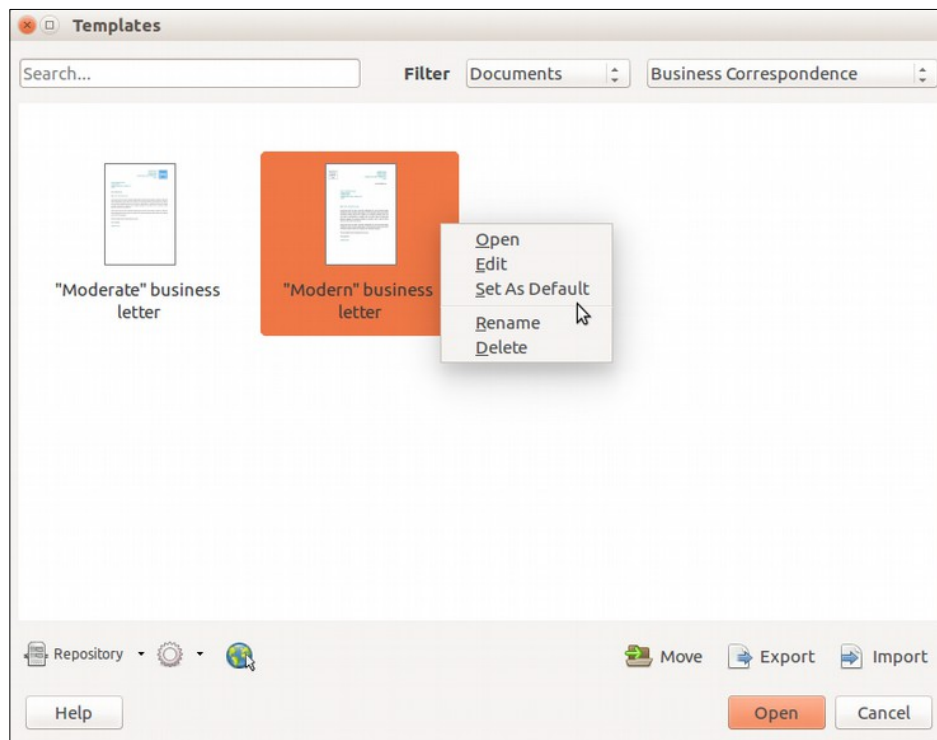 Templates
Search...
Filter
Documents
Business Correspondence
"Moderate" business
letter
"Modern" business
letter
Open
Edit
Set As Default
Rename
Delete
Repository
Move
Export
Import
Help
Open
Cancel